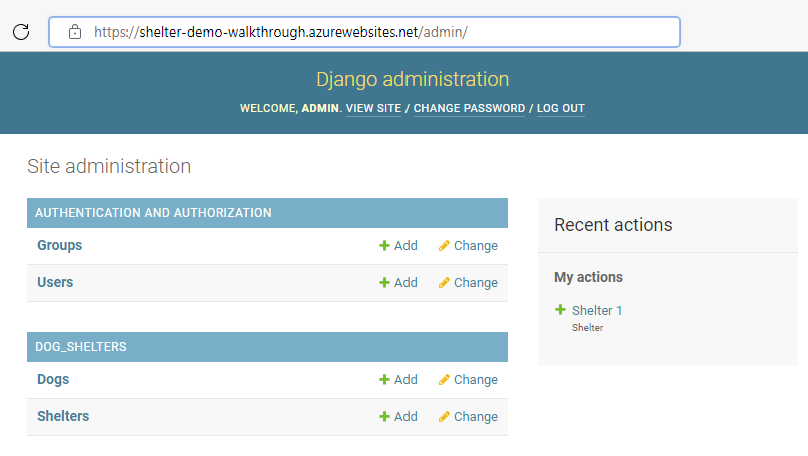 https://shelter-demo-walkthrough.azurewebsites.net/admin/
Django administration
WELCOME, ADMIN. VIEW SITE / CHANGE PASSWORD / LOG OUT
Site administration
AUTHENTICATION AND AUTHORIZATION
Groups Add Change
Users Add Change
DOG_SHELTERS
Dogs Add Change
Shelters Add Change
Recent actions
My actions
Shelter 1
Shelter